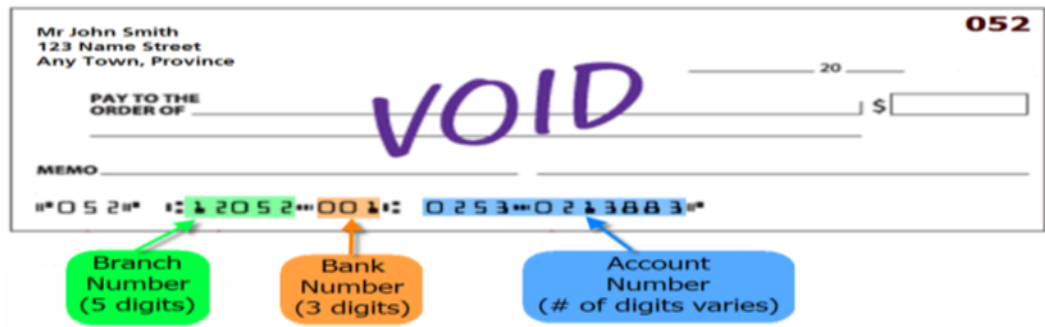 052
Mr John Smith
123 Name Street
Any Town, Province
20
PAY TO THE
ORDER OF
$
VOID
MEMO
⑈052⑈ ⑆12052⑉001⑆ 0253⑉0213883⑈
Branch
Number
(5 digits)
Bank
Number
(3 digits)
Account
Number
(# of digits varies)